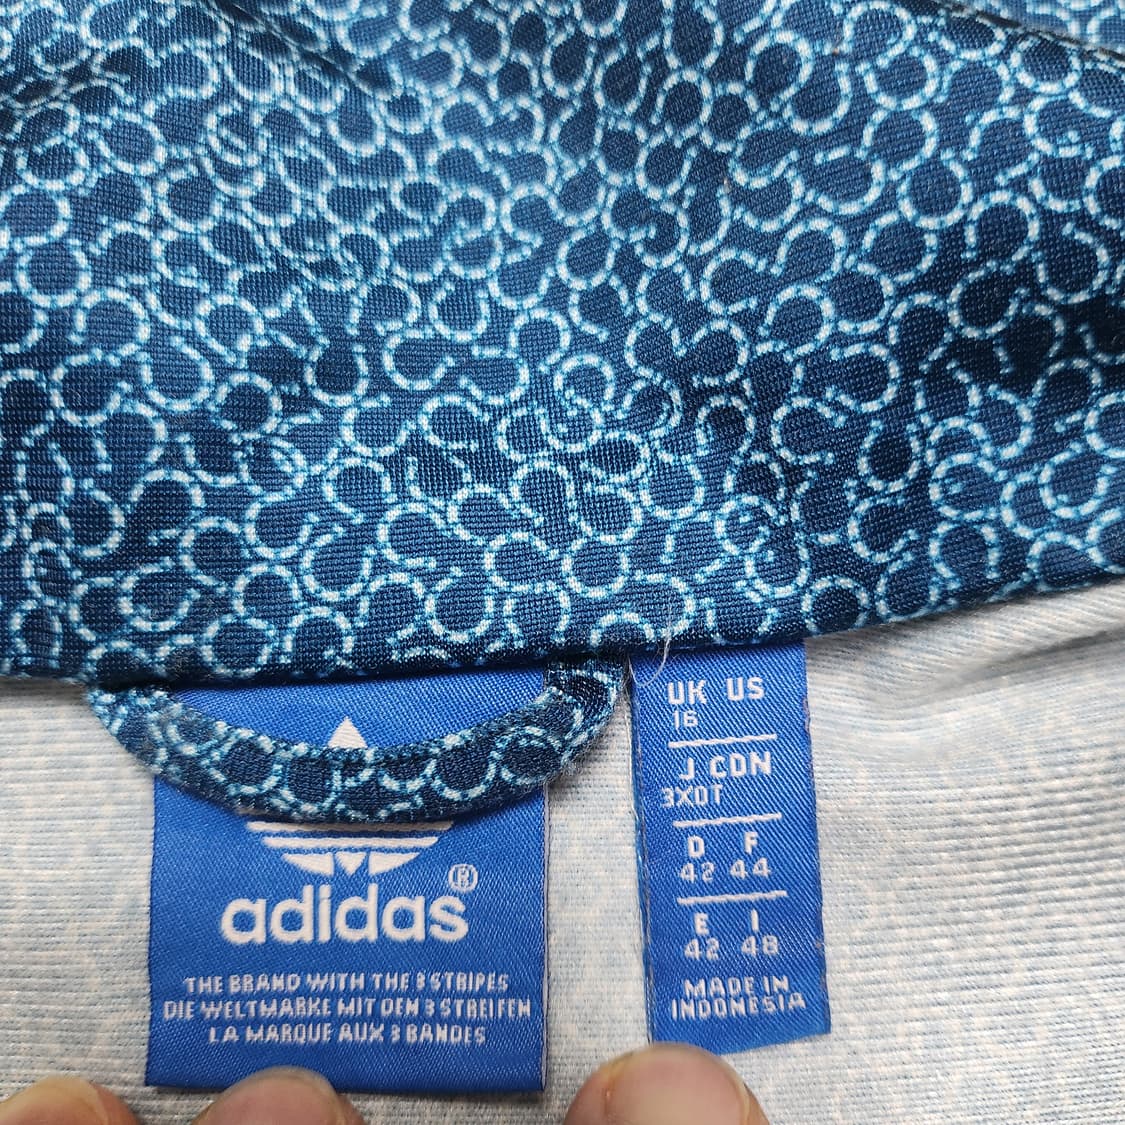 adidas®
THE BRAND WITH THE 3 STRIPES
DIE WELTMARKE MIT DEN 3 STREIFEN
LA MARQUE AUX 3 BANDES
UK US
16
J CDN
3XOT
D F
42 44
E I
42 48
MADE IN
INDONESIA